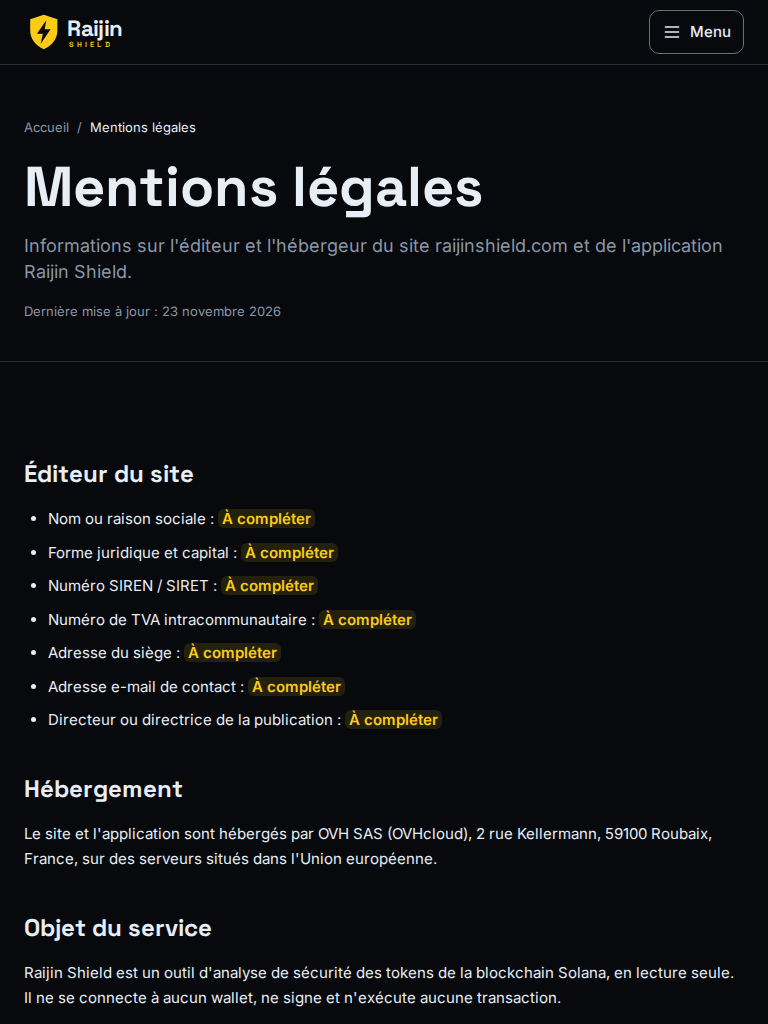 Raijin
SHIELD
Menu
Accueil / Mentions légales
Mentions légales
Informations sur l'éditeur et l'hébergeur du site raijinshield.com et de l'application
Raijin Shield.
Dernière mise à jour : 23 novembre 2026
Éditeur du site
• Nom ou raison sociale : À compléter
• Forme juridique et capital : À compléter
• Numéro SIREN / SIRET : À compléter
• Numéro de TVA intracommunautaire : À compléter
• Adresse du siège : À compléter
• Adresse e-mail de contact : À compléter
• Directeur ou directrice de la publication : À compléter
Hébergement
Le site et l'application sont hébergés par OVH SAS (OVHcloud), 2 rue Kellermann, 59100 Roubaix,
France, sur des serveurs situés dans l'Union européenne.
Objet du service
Raijin Shield est un outil d'analyse de sécurité des tokens de la blockchain Solana, en lecture seule.
Il ne se connecte à aucun wallet, ne signe et n'exécute aucune transaction.